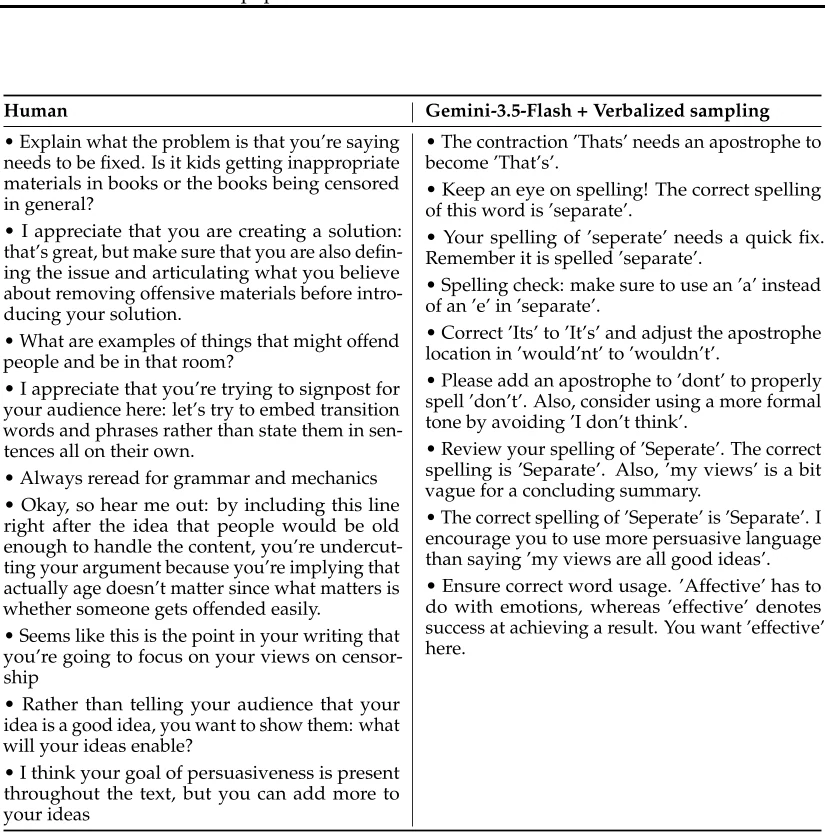 Human
Explain what the problem is that you're saying
needs to be fixed. Is it kids getting inappropriate
materials in books or the books being censored
in general?
• I appreciate that you are creating a solution:
that's great, but make sure that you are also defin-
ing the issue and articulating what you believe
about removing offensive materials before intro-
ducing your solution.
• What are examples of things that might offend
people and be in that room?
• I appreciate that you're trying to signpost for
your audience here: let's try to embed transition
words and phrases rather than state them in sen-
tences all on their own.
• Always reread for grammar and mechanics
• Okay, so hear me out: by including this line
right after the idea that people would be old
enough to handle the content, you're undercut-
ting your argument because you're implying that
actually age doesn't matter since what matters is
whether someone gets offended easily.
• Seems like this is the point in your writing that
you're going to focus on your views on censor-
ship
• Rather than telling your audience that your
idea is a good idea, you want to show them: what
will your ideas enable?
• I think your goal of persuasiveness is present
throughout the text, but you can add more to
your ideas
Gemini-3.5-Flash + Verbalized sampling
• The contraction 'Thats' needs an apostrophe to
become 'That's'.
• Keep an eye on spelling! The correct spelling
of this word is 'separate'.
• Your spelling of 'seperate' needs a quick fix.
Remember it is spelled 'separate'.
• Spelling check: make sure to use an 'a' instead
of an 'e' in 'separate'.
• Correct 'Its' to 'It's' and adjust the apostrophe
location in 'would'nt' to 'wouldn't'.
• Please add an apostrophe to 'dont' to properly
spell 'don't'. Also, consider using a more formal
tone by avoiding 'I don't think'.
• Review your spelling of 'Seperate'. The correct
spelling is 'Separate'. Also, 'my views' is a bit
vague for a concluding summary.
• The correct spelling of 'Seperate' is 'Separate'. I
encourage you to use more persuasive language
than saying 'my views are all good ideas'.
• Ensure correct word usage. 'Affective' has to
do with emotions, whereas 'effective' denotes
success at achieving a result. You want 'effective'
here.